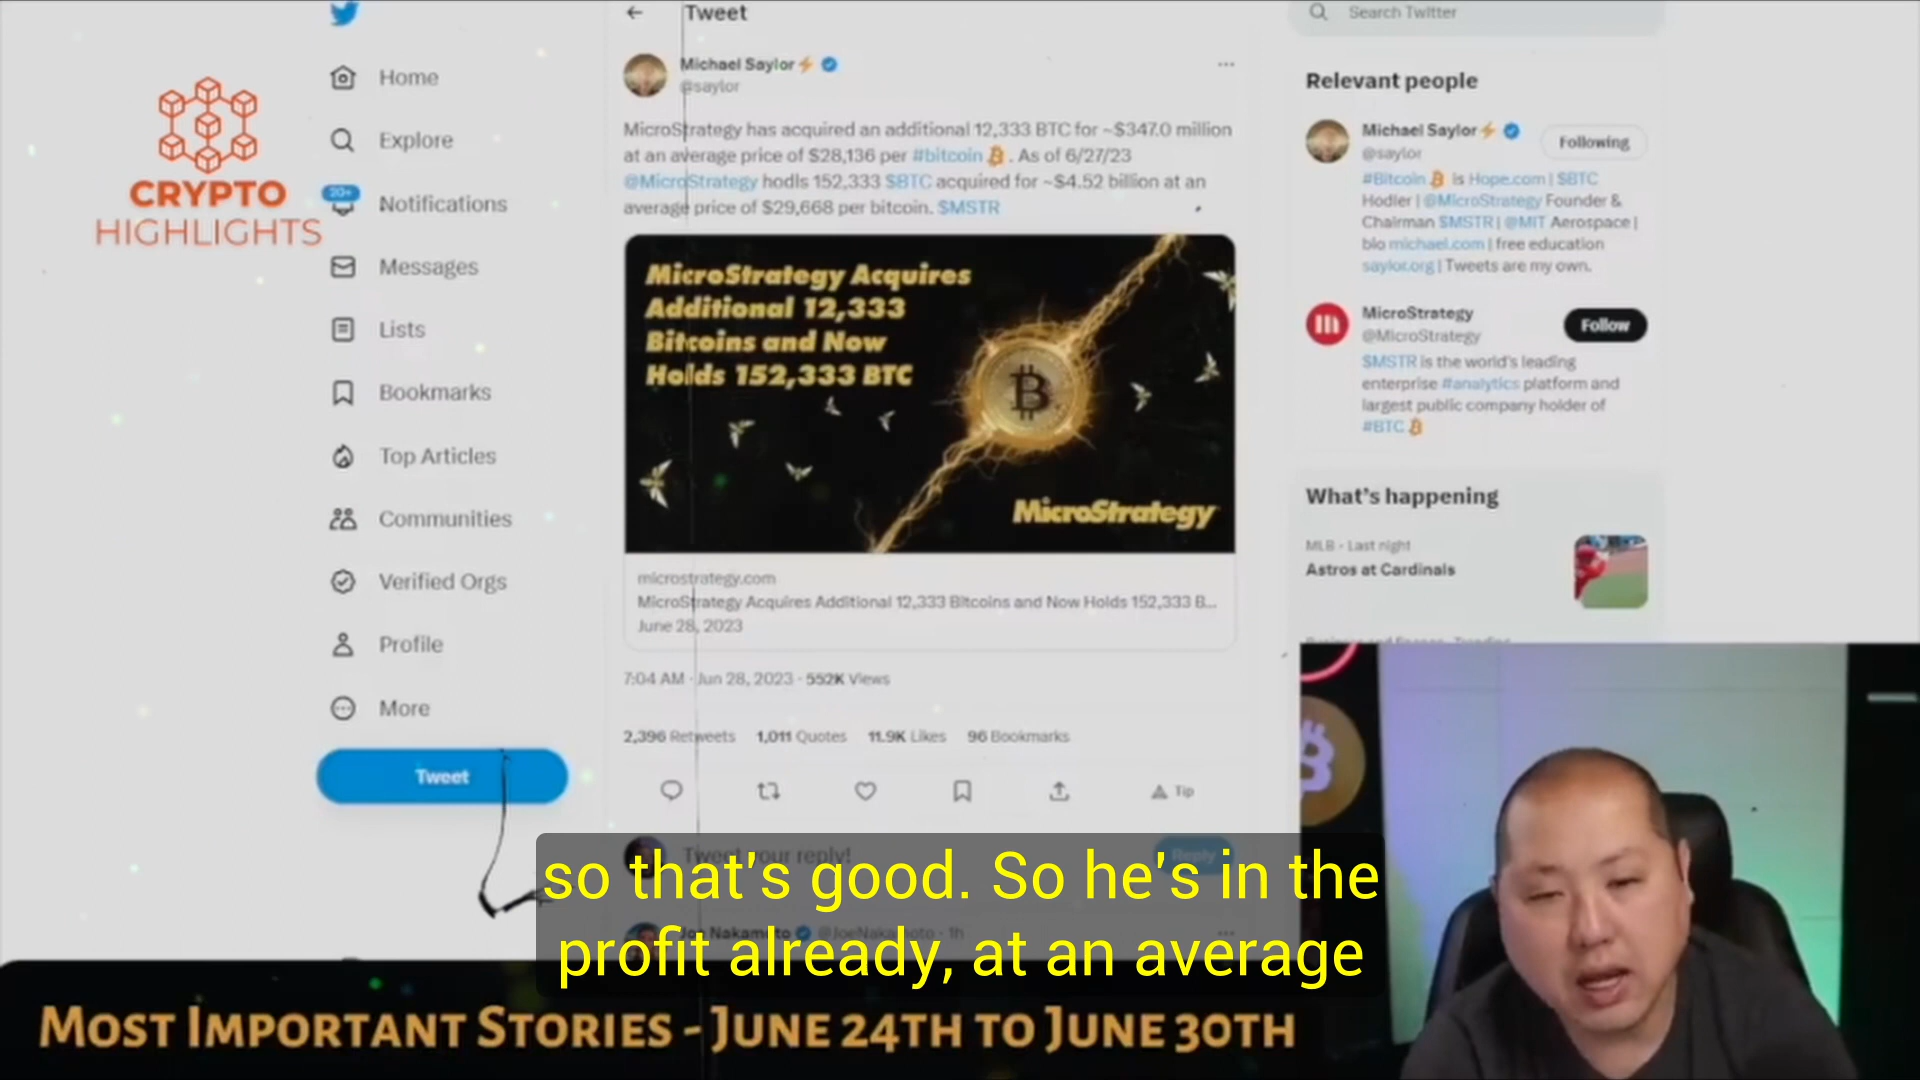 Tweet
Search Twitter
CRYPTO
HIGHLIGHTS
Home
Explore
20+
Notifications
Messages
Lists
Bookmarks
Top Articles
Communities
Verified Orgs
Profile
More
Tweet
Michael Saylor
@saylor
MicroStrategy has acquired an additional 12,333 BTC for ~$347.0 million
at an average price of $28,136 per #bitcoin . As of 6/27/23
@MicroStrategy hodls 152,333 $BTC acquired for ~$4.52 billion at an
average price of $29,668 per bitcoin. $MSTR
MicroStrategy Acquires
Additional 12,333
Bitcoins and Now
Holds 152,333 BTC
MicroStrategy
microstrategy.com
MicroStrategy Acquires Additional 12,333 Bitcoins and Now Holds 152,333 B...
June 28, 2023
7:04 AM · Jun 28, 2023 · 552K Views
2,396 Retweets 1,011 Quotes 11.9K Likes 96 Bookmarks
Tip
Tweet your reply!
Reply
Joe Nakamoto @JoeNakamoto · 1h
Relevant people
Michael Saylor
@saylor
Following
#Bitcoin is Hope.com | $BTC
Hodler | @MicroStrategy Founder &
Chairman $MSTR | @MIT Aerospace |
bio michael.com | free education
saylor.org | Tweets are my own.
MicroStrategy
@MicroStrategy
Follow
$MSTR is the world's leading
enterprise #analytics platform and
largest public company holder of
#BTC
What's happening
MLB · Last night
Astros at Cardinals
so that's good. So he's in the
profit already, at an average
MOST IMPORTANT STORIES - JUNE 24TH TO JUNE 30TH